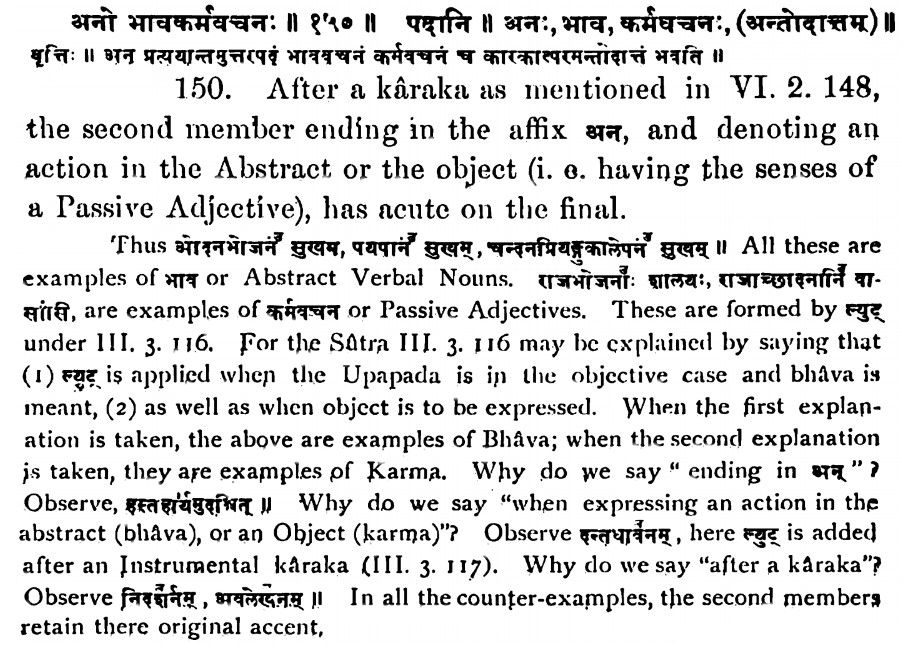 अनो भावकर्मवचनः ॥ १५० ॥ पदानि ॥ अनः, भाव, कर्मवचनः, (अन्तोदात्तम्) ॥
वृत्तिः ॥ अन प्रत्ययान्तमुत्तरपदं भाववचनं कर्मवचनं च कारकात्परमन्तोदात्तं भवति ॥
150. After a kâraka as mentioned in VI. 2. 148,
the second member ending in the affix अन, and denoting an
action in the Abstract or the object (i. e. having the senses of
a Passive Adjective), has acute on the final.
Thus ओदनभोजनं॑ सुखम्, पयपानं॑ सुखम्, चन्दनप्रियङ्गुकालेपनं॑ सुखम् ॥ All these are
examples of भाव or Abstract Verbal Nouns. राजभोजनाः॑ शालयः, राजाच्छादनानि॑ वा-
सांसि, are examples of कर्मवचन or Passive Adjectives. These are formed by ल्युट्
under III. 3. 116. For the Sûtra III. 3. 116 may be explained by saying that
(1) ल्युट् is applied when the Upapada is in the objective case and bhâva is
meant, (2) as well as when object is to be expressed. When the first explan-
ation is taken, the above are examples of Bhâva; when the second explanation
is taken, they are examples of Karma. Why do we say "ending in अन्"?
Observe, हस्तहार्य॑मुदश्वित् ॥ Why do we say "when expressing an action in the
abstract (bhâva), or an Object (karma)"? Observe दन्तधाव॑नम्, here ल्युट् is added
after an Instrumental kâraka (III. 3. 117). Why do we say "after a kâraka"?
Observe निदर्श॑नम्, अवलेख॑नम् ॥ In all the counter-examples, the second members
retain there original accent,